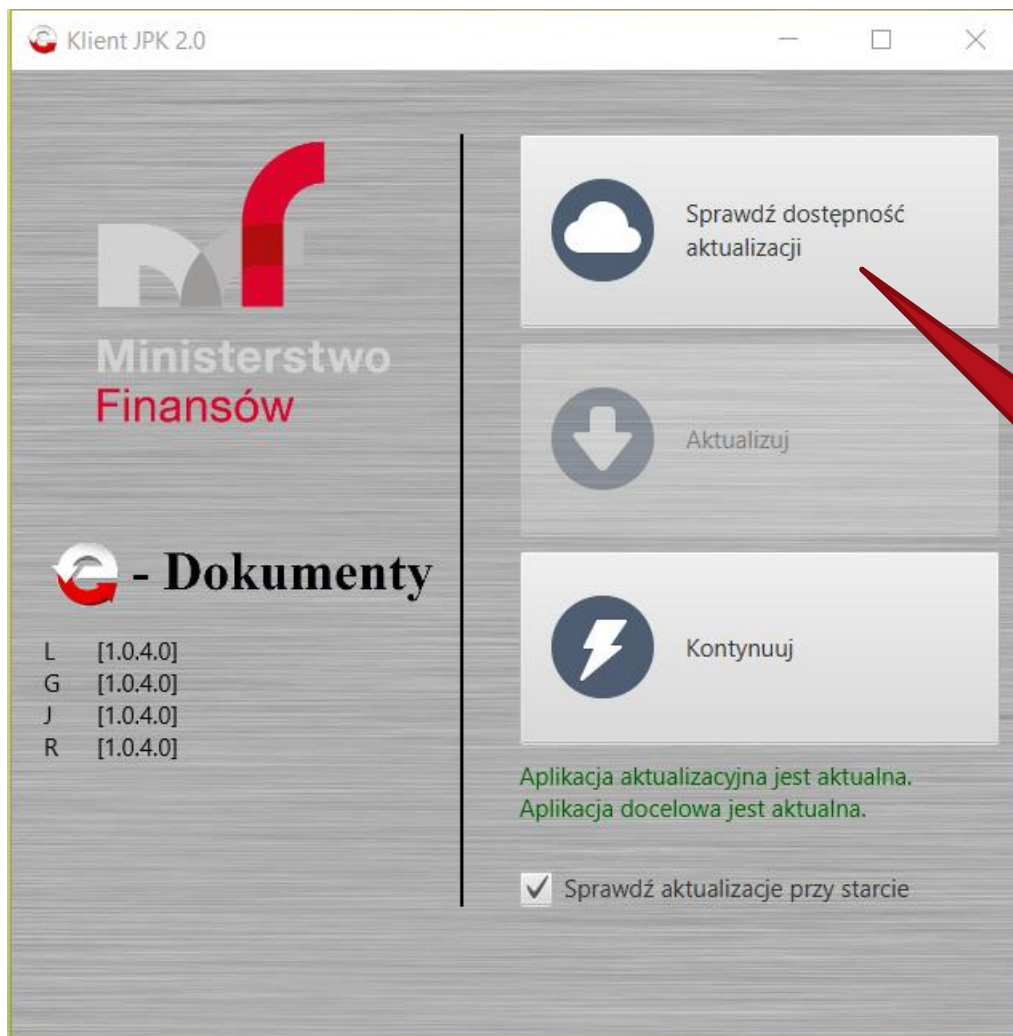 Klient JPK 2.0
Ministerstwo
Finansów
e - Dokumenty
L [1.0.4.0]
G [1.0.4.0]
J [1.0.4.0]
R [1.0.4.0]
Sprawdź dostępność
aktualizacji
Aktualizuj
Kontynuuj
Aplikacja aktualizacyjna jest aktualna.
Aplikacja docelowa jest aktualna.
Sprawdź aktualizacje przy starcie